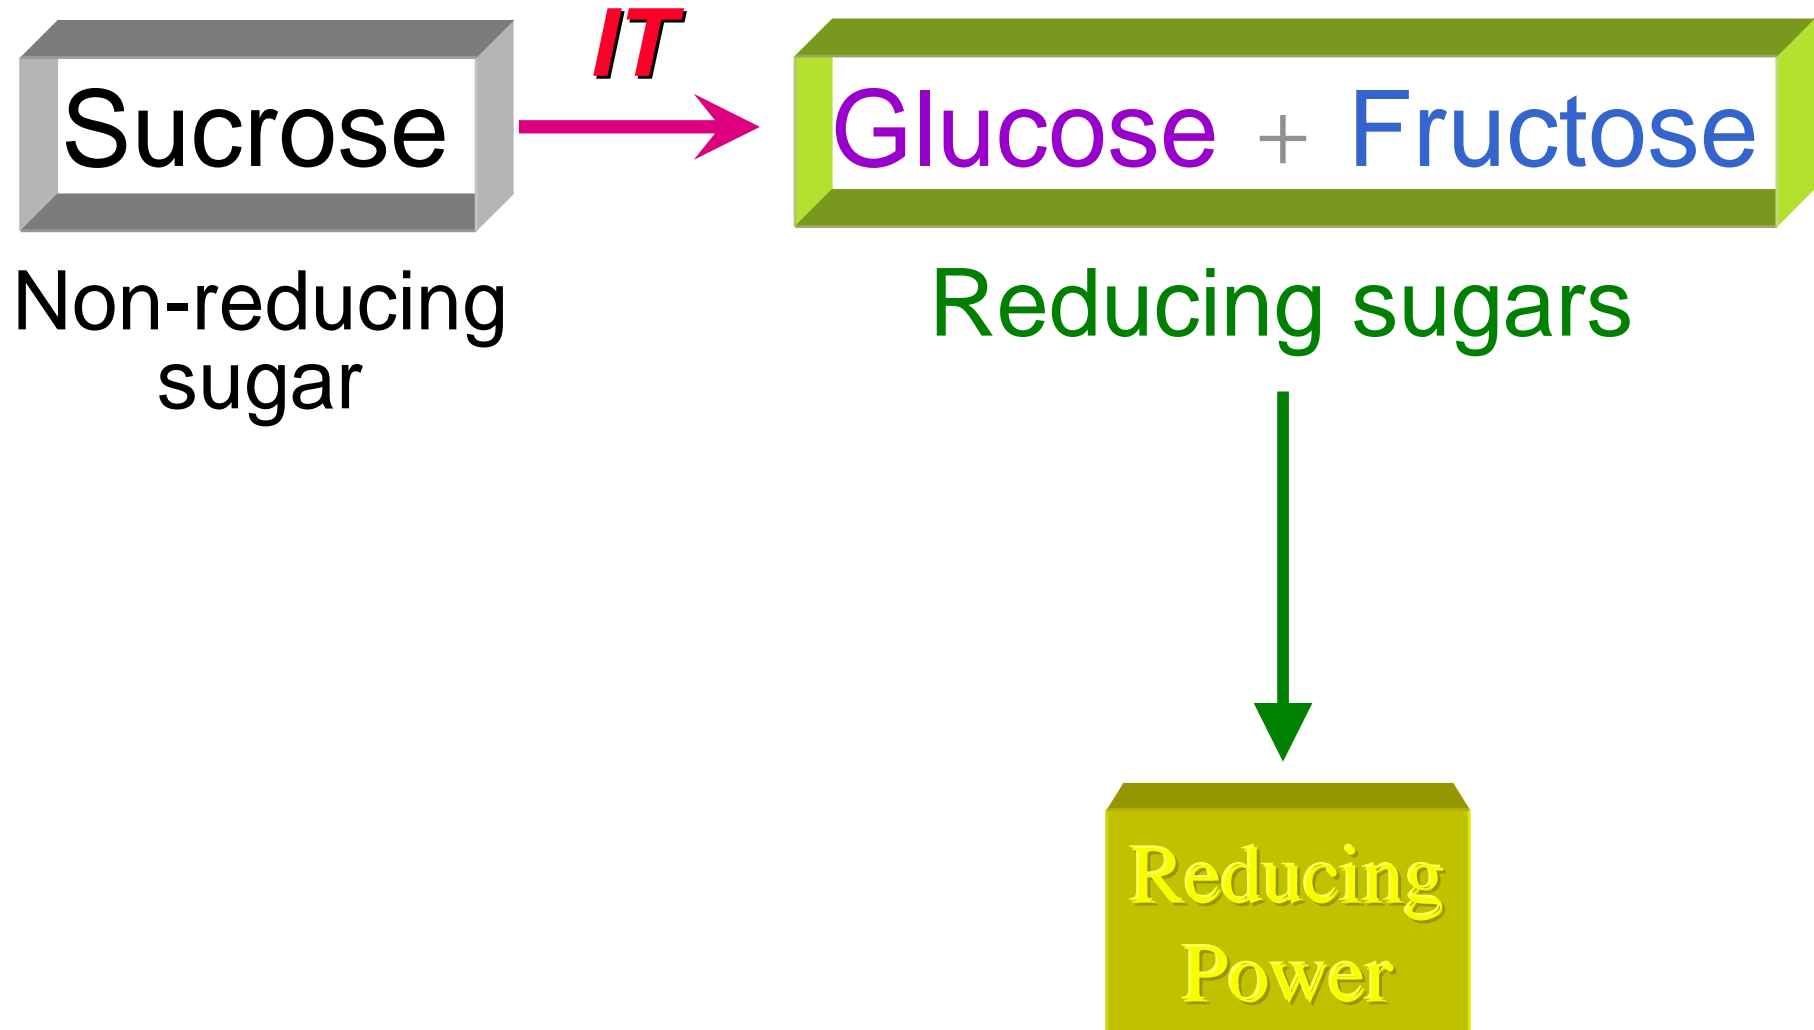 IT
Sucrose
Glucose + Fructose
Non-reducing
sugar
Reducing sugars
Reducing
Power